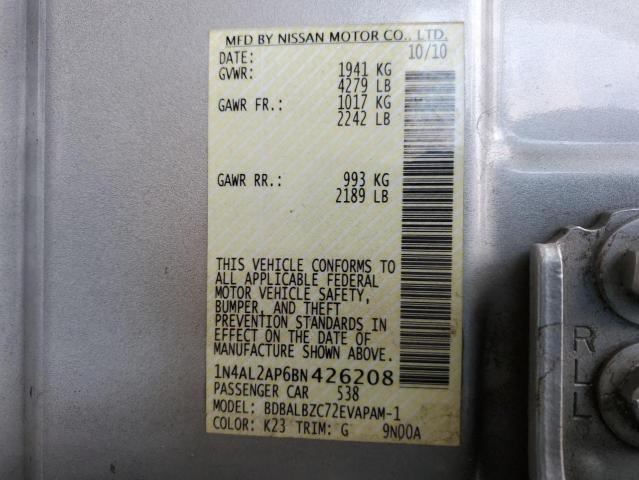 MFD BY NISSAN MOTOR CO., LTD.
DATE: 10/10
GVWR: 1941 KG
4279 LB
GAWR FR.: 1017 KG
2242 LB
GAWR RR.: 993 KG
2189 LB
THIS VEHICLE CONFORMS TO
ALL APPLICABLE FEDERAL
MOTOR VEHICLE SAFETY,
BUMPER, AND THEFT
PREVENTION STANDARDS IN
EFFECT ON THE DATE OF
MANUFACTURE SHOWN ABOVE.
1N4AL2AP6BN426208
PASSENGER CAR 538
MODEL: BDBALBZC72EVAPAM-1
COLOR: K23 TRIM: G 9N00A
RLL